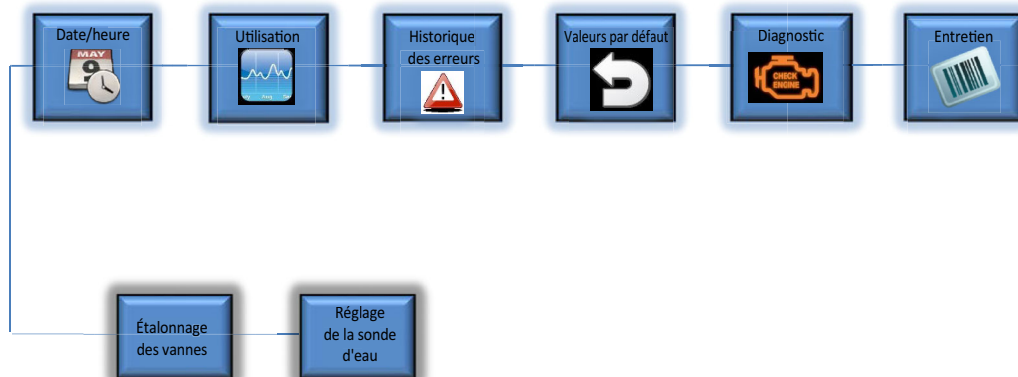 Date/heure
MAY
9
Utilisation
Historique
des erreurs
Valeurs par défaut
Diagnostic
CHECK
ENGINE
Entretien
Étalonnage
des vannes
Réglage
de la sonde
d'eau